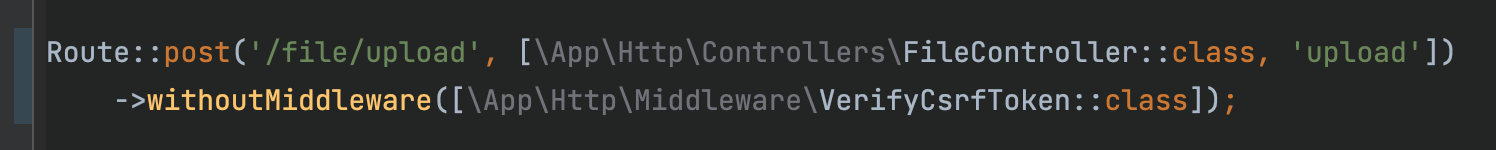 Route::post('/file/upload', [\App\Http\Controllers\FileController::class, 'upload'])
->withoutMiddleware([\App\Http\Middleware\VerifyCsrfToken::class]);